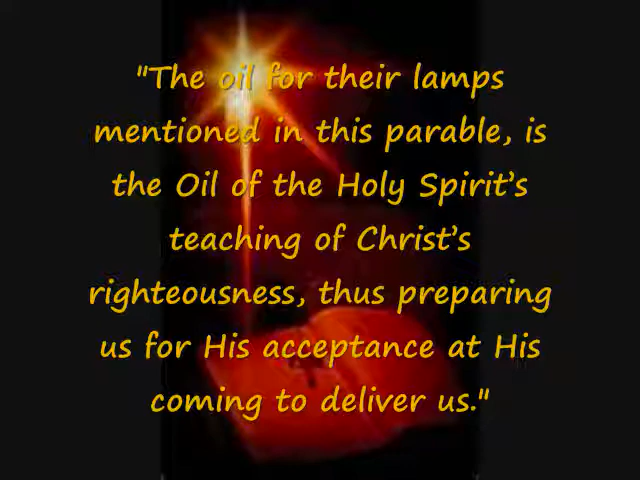 "The oil for their lamps
mentioned in this parable, is
the Oil of the Holy Spirit's
teaching of Christ's
righteousness, thus preparing
us for His acceptance at His
coming to deliver us."